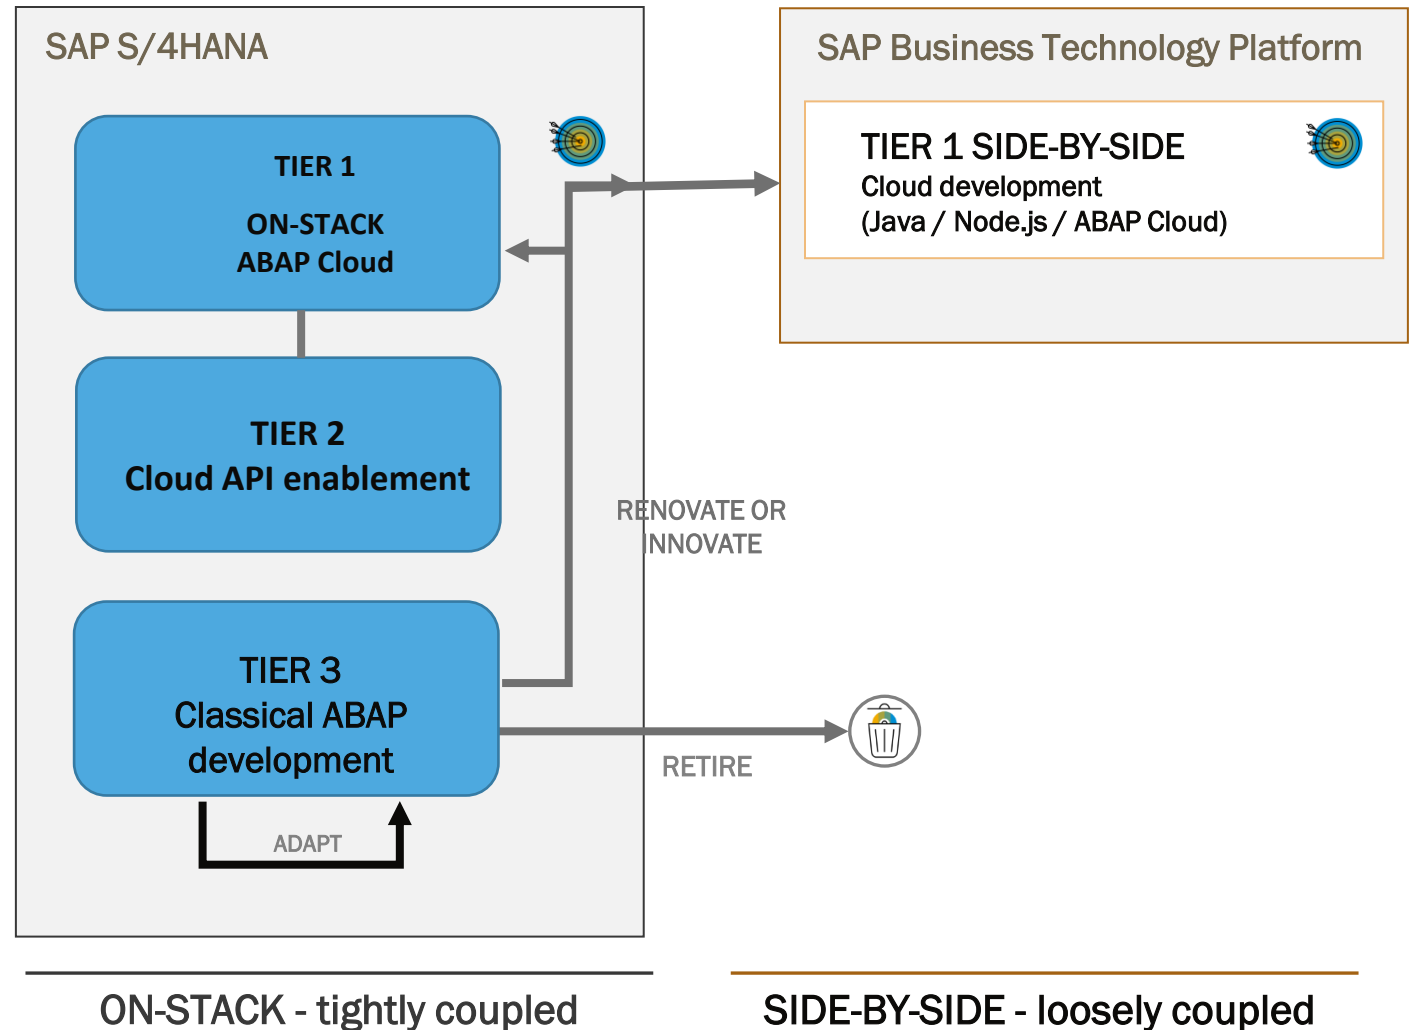 SAP S/4HANA
TIER 1
ON-STACK
ABAP Cloud
TIER 2
Cloud API enablement
TIER 3
Classical ABAP
development
ADAPT
RENOVATE OR
INNOVATE
RETIRE
SAP Business Technology Platform
TIER 1 SIDE-BY-SIDE
Cloud development
(Java / Node.js / ABAP Cloud)
ON-STACK - tightly coupled
SIDE-BY-SIDE - loosely coupled